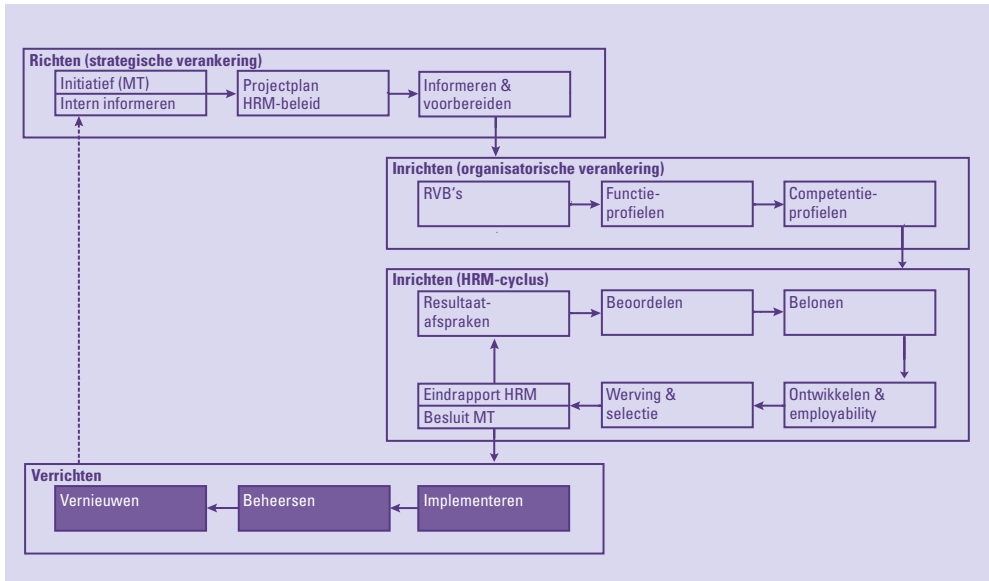 Richten (strategische verankering)
Initiatief (MT)
Intern informeren
Projectplan
HRM-beleid
Informeren &
voorbereiden
Inrichten (organisatorische verankering)
RVB's
Functie-
profielen
Competentie-
profielen
Inrichten (HRM-cyclus)
Resultaat-
afspraken
Beoordelen
Belonen
Eindrapport HRM
Besluit MT
Werving &
selectie
Ontwikkelen &
employability
Verrichten
Vernieuwen
Beheersen
Implementeren